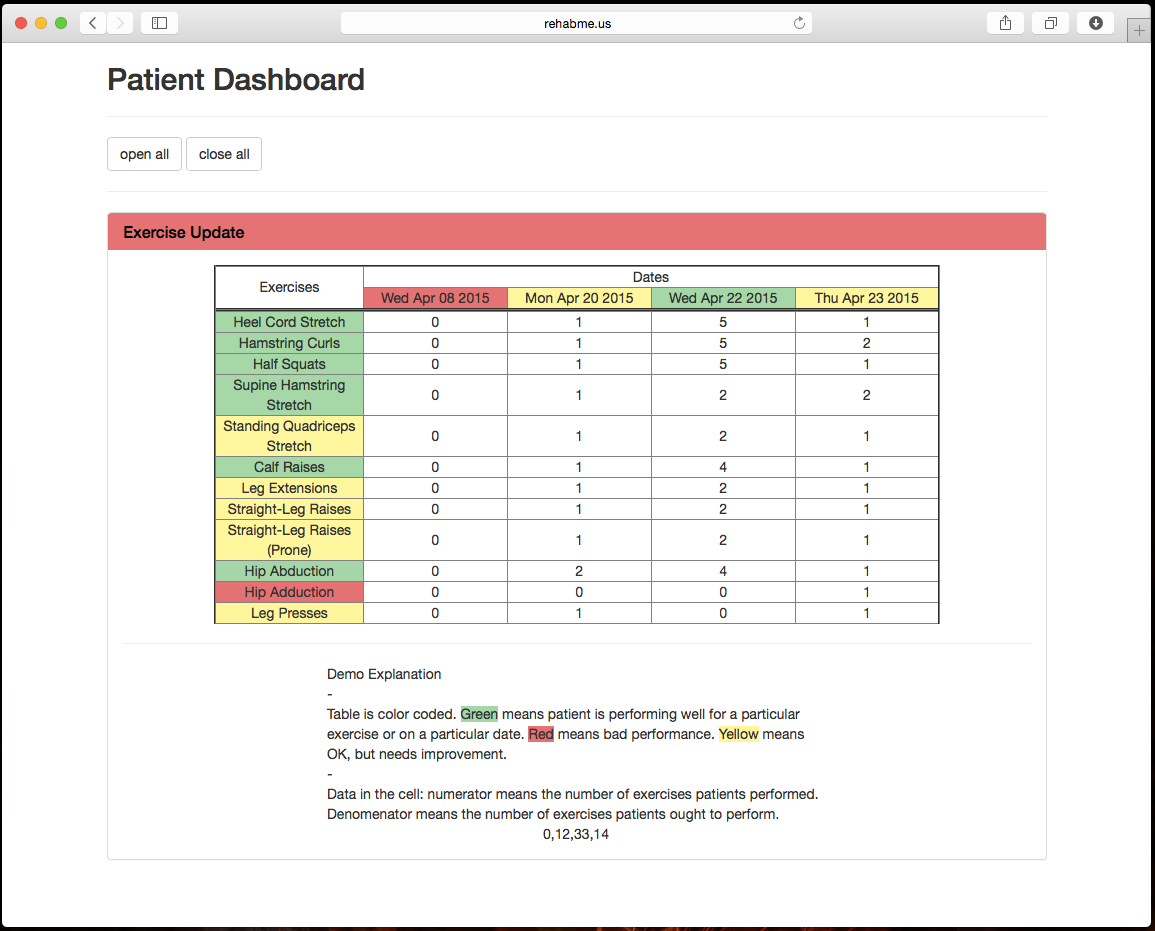 rehabme.us
Patient Dashboard
open all close all
Exercise Update
Exercises Dates
Wed Apr 08 2015 Mon Apr 20 2015 Wed Apr 22 2015 Thu Apr 23 2015
Heel Cord Stretch 0 1 5 1
Hamstring Curls 0 1 5 2
Half Squats 0 1 5 1
Supine Hamstring
Stretch 0 1 2 2
Standing Quadriceps
Stretch 0 1 2 1
Calf Raises 0 1 4 1
Leg Extensions 0 1 2 1
Straight-Leg Raises 0 1 2 1
Straight-Leg Raises
(Prone) 0 1 2 1
Hip Abduction 0 2 4 1
Hip Adduction 0 0 0 1
Leg Presses 0 1 0 1
Demo Explanation
-
Table is color coded. Green means patient is performing well for a particular
exercise or on a particular date. Red means bad performance. Yellow means
OK, but needs improvement.
-
Data in the cell: numerator means the number of exercises patients performed.
Denomenator means the number of exercises patients ought to perform.
0,12,33,14